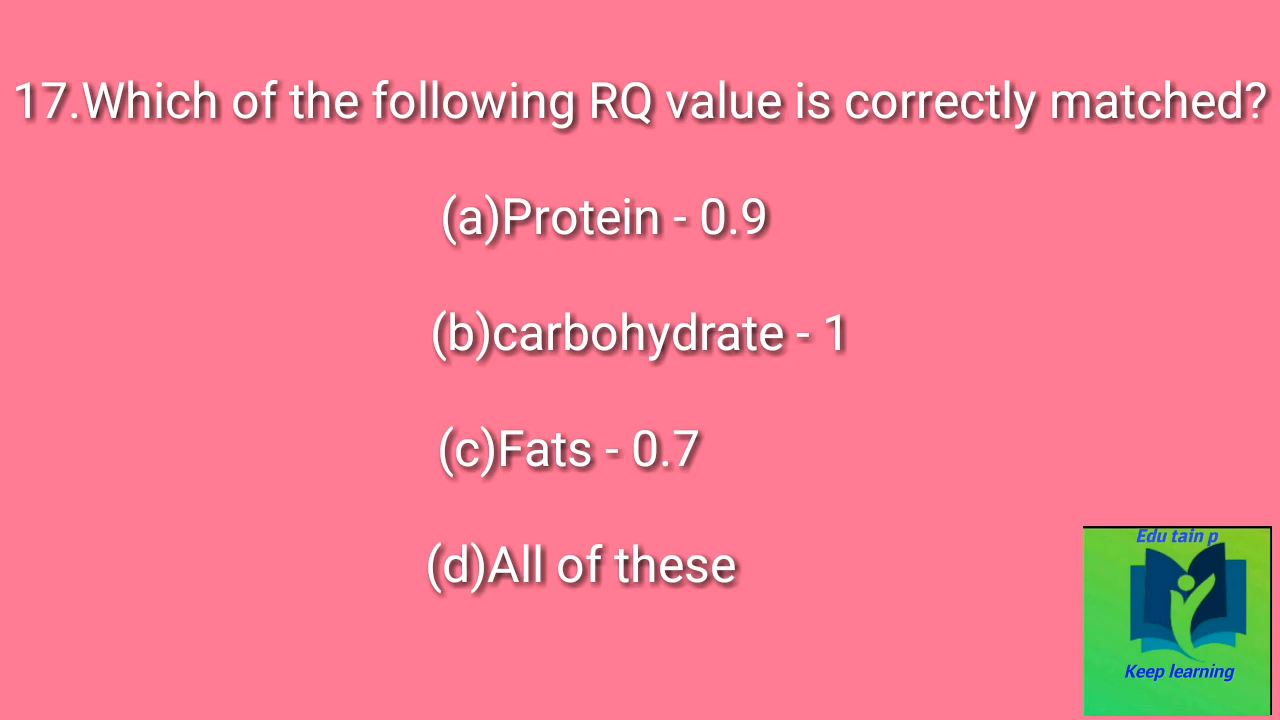 17.Which of the following RQ value is correctly matched?
(a)Protein - 0.9
(b)carbohydrate - 1
(c)Fats - 0.7
(d)All of these
Edu tain p
Keep learning